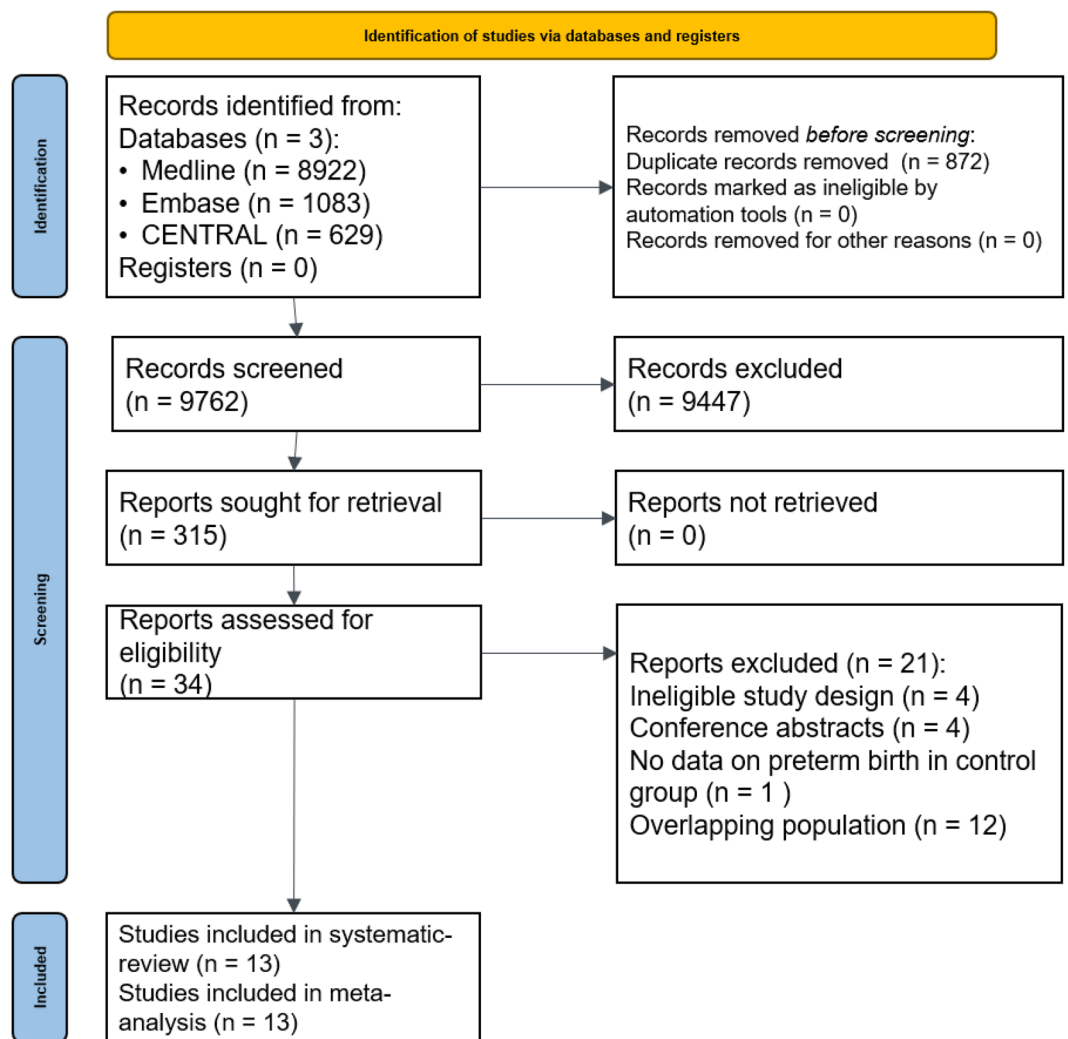 Identification of studies via databases and registers
Identification
Records identified from:
Databases (n = 3):
• Medline (n = 8922)
• Embase (n = 1083)
• CENTRAL (n = 629)
Registers (n = 0)
Records removed before screening:
Duplicate records removed (n = 872)
Records marked as ineligible by
automation tools (n = 0)
Records removed for other reasons (n = 0)
Screening
Records screened
(n = 9762)
Records excluded
(n = 9447)
Reports sought for retrieval
(n = 315)
Reports not retrieved
(n = 0)
Reports assessed for
eligibility
(n = 34)
Reports excluded (n = 21):
Ineligible study design (n = 4)
Conference abstracts (n = 4)
No data on preterm birth in control
group (n = 1 )
Overlapping population (n = 12)
Included
Studies included in systematic-
review (n = 13)
Studies included in meta-
analysis (n = 13)